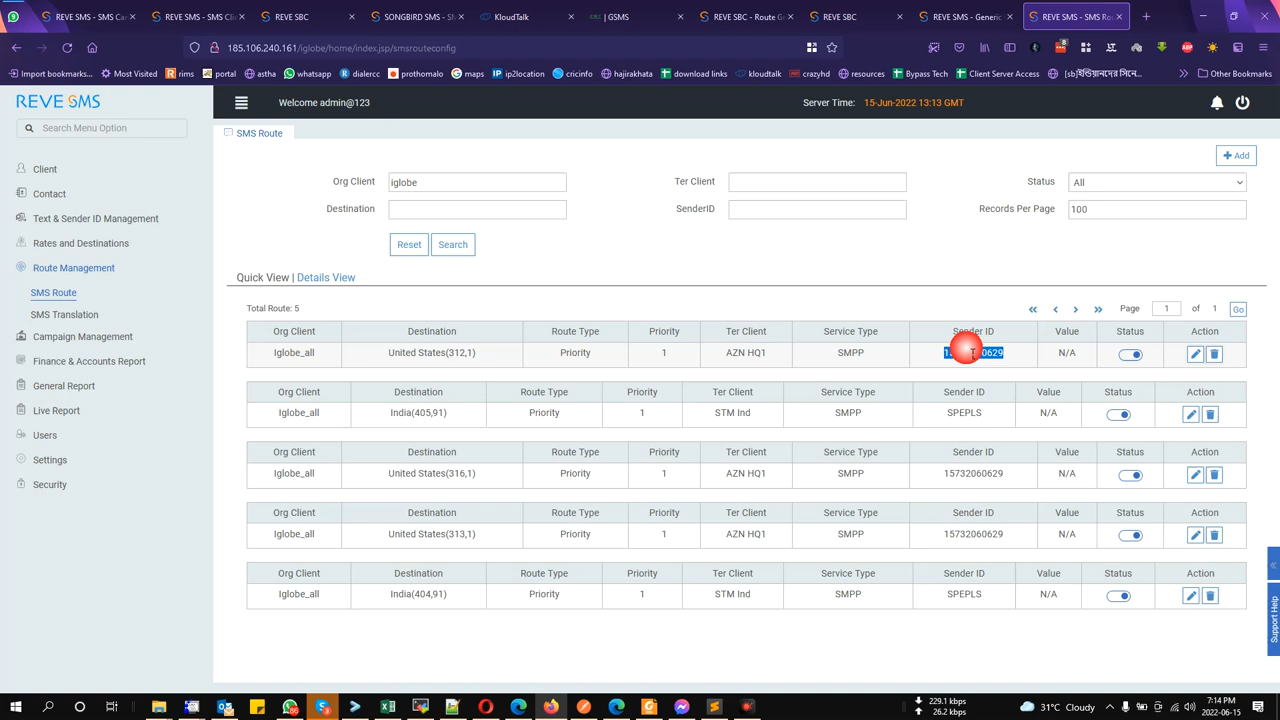 REVE SMS - SMS Ca
REVE SMS - SMS Cli
REVE SBC
SONGBIRD SMS - Sh
KloudTalk
GSMS
REVE SBC - Route G
REVE SBC
REVE SMS - Generic
REVE SMS - SMS Ro
185.106.240.161/iglobe/home/index.jsp/smsrouteconfig
Import bookmarks...
Most Visited
rims
portal
astha
whatsapp
dialercc
prothomalo
maps
ip2location
cricinfo
hajirakhata
download links
kloudtalk
crazyhd
resources
Bypass Tech
Client Server Access
Other Bookmarks
REVE SMS
Welcome admin@123
Server Time: 15-Jun-2022 13:13 GMT
Search Menu Option
SMS Route
Add
Client
Contact
Text & Sender ID Management
Rates and Destinations
Route Management
SMS Route
SMS Translation
Campaign Management
Finance & Accounts Report
General Report
Live Report
Users
Settings
Security
Org Client iglobe Ter Client Status All
Destination SenderID Records Per Page 100
Reset Search
Quick View | Details View
Total Route: 5 Page 1 of 1 Go
Org Client Destination Route Type Priority Ter Client Service Type Sender ID Value Status Action
Iglobe_all United States(312,1) Priority 1 AZN HQ1 SMPP N/A
Org Client Destination Route Type Priority Ter Client Service Type Sender ID Value Status Action
Iglobe_all India(405,91) Priority 1 STM Ind SMPP SPEPLS N/A
Org Client Destination Route Type Priority Ter Client Service Type Sender ID Value Status Action
Iglobe_all United States(316,1) Priority 1 AZN HQ1 SMPP 15732060629 N/A
Org Client Destination Route Type Priority Ter Client Service Type Sender ID Value Status Action
Iglobe_all United States(313,1) Priority 1 AZN HQ1 SMPP 15732060629 N/A
Org Client Destination Route Type Priority Ter Client Service Type Sender ID Value Status Action
Iglobe_all India(404,91) Priority 1 STM Ind SMPP SPEPLS N/A
Support Help
229.1 kbps
26.2 kbps
31°C Cloudy
7:14 PM
2022-06-15